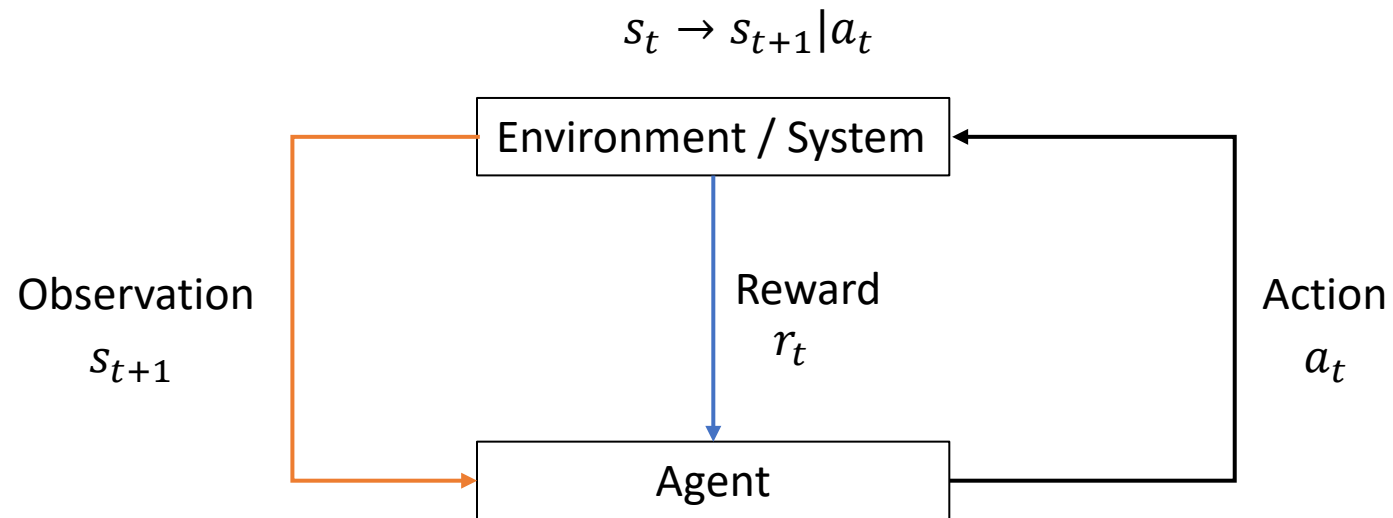 s_t → s_{t+1}|a_t
Environment / System
Observation
s_{t+1}
Reward
r_t
Action
a_t
Agent